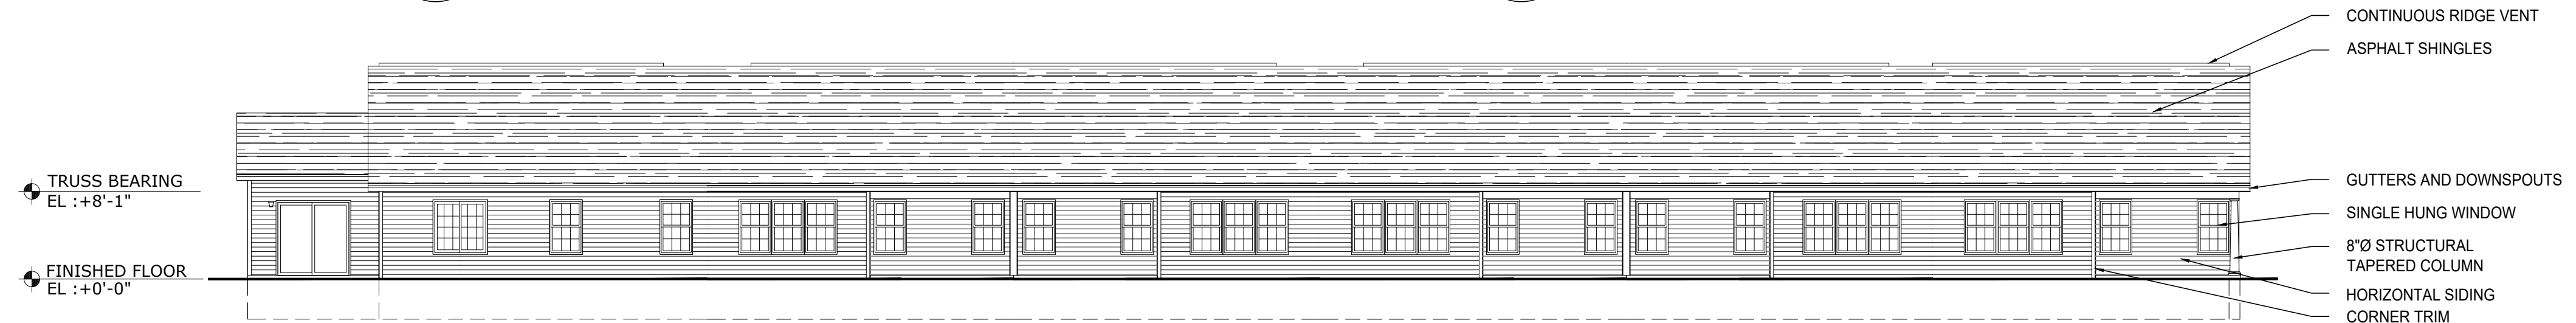 CONTINUOUS RIDGE VENT
ASPHALT SHINGLES
TRUSS BEARING
EL :+8'-1"
GUTTERS AND DOWNSPOUTS
SINGLE HUNG WINDOW
8"Ø STRUCTURAL
TAPERED COLUMN
FINISHED FLOOR
EL :+0'-0"
HORIZONTAL SIDING
CORNER TRIM